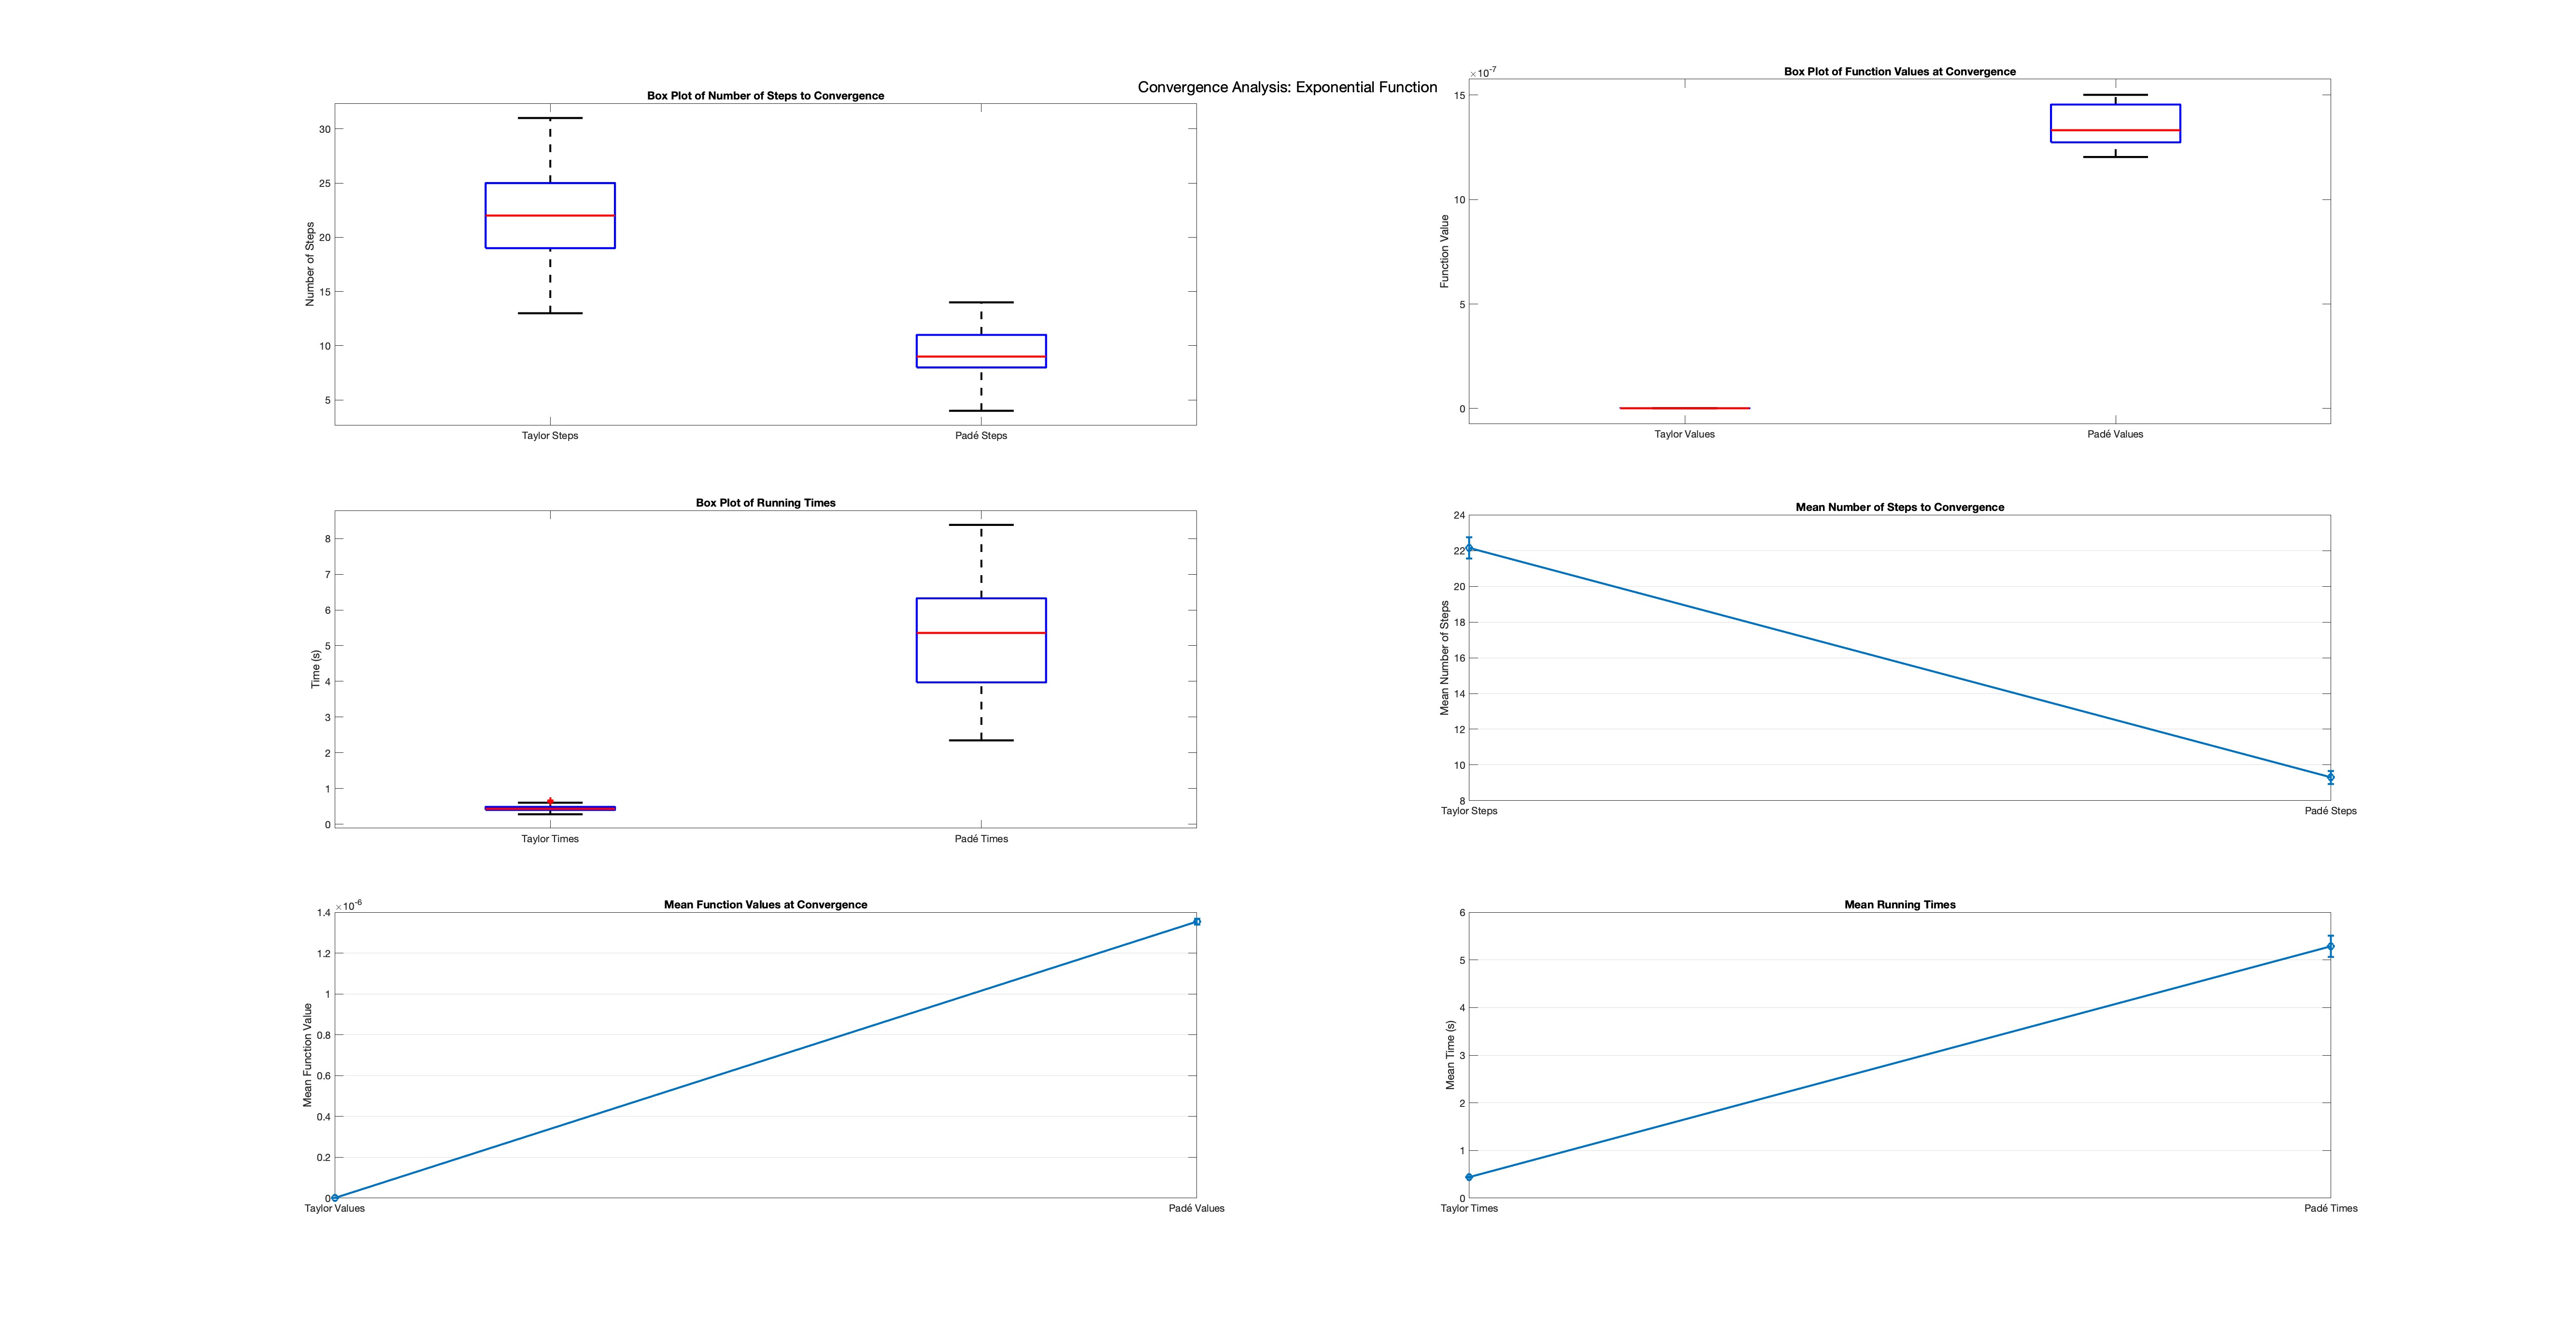 Convergence Analysis: Exponential Function
Box Plot of Number of Steps to Convergence
Number of Steps
30
25
20
15
10
5
Taylor Steps
Padé Steps
Box Plot of Function Values at Convergence
×10-7
Function Value
15
10
5
0
Taylor Values
Padé Values
Box Plot of Running Times
Time (s)
8
7
6
5
4
3
2
1
0
Taylor Times
Padé Times
Mean Number of Steps to Convergence
Mean Number of Steps
24
22
20
18
16
14
12
10
8
Taylor Steps
Padé Steps
Mean Function Values at Convergence
×10-6
Mean Function Value
1.4
1.2
1
0.8
0.6
0.4
0.2
0
Taylor Values
Padé Values
Mean Running Times
Mean Time (s)
6
5
4
3
2
1
0
Taylor Times
Padé Times